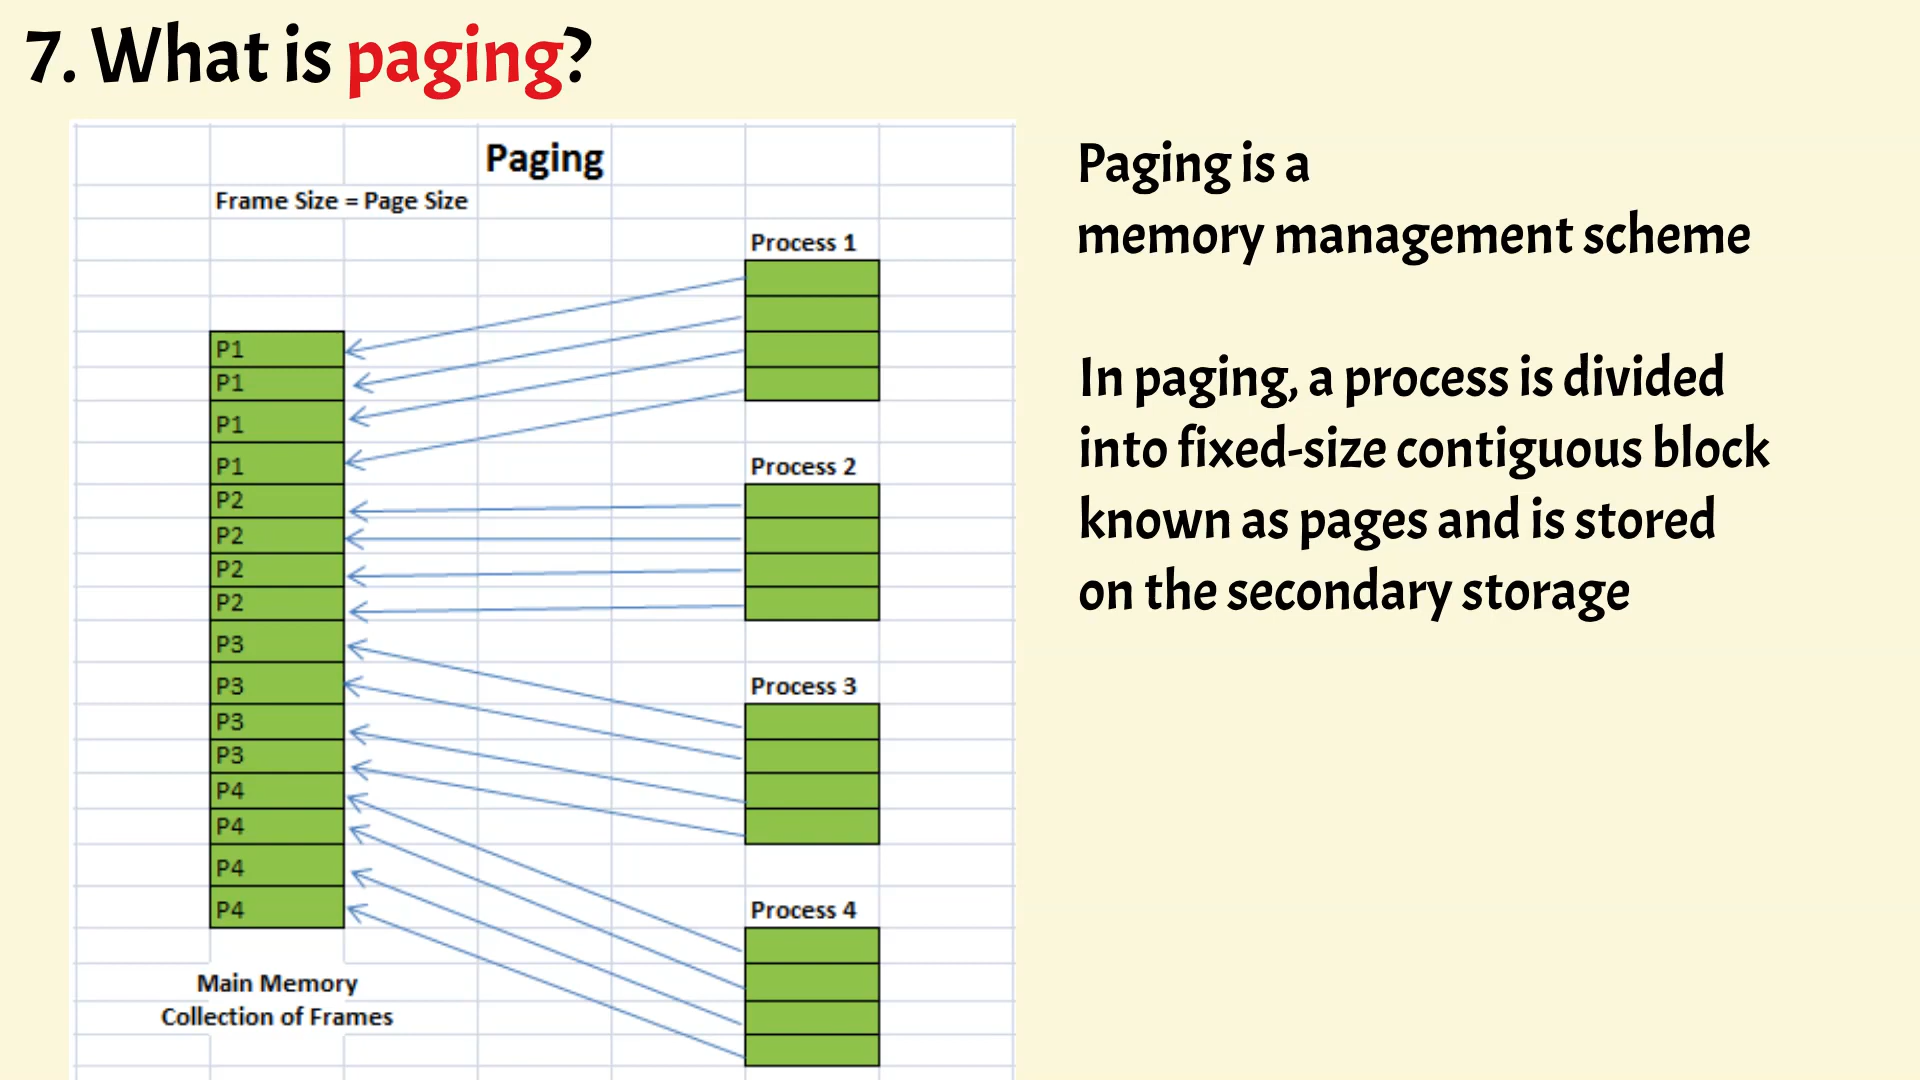 7. What is paging?
Paging
Frame Size = Page Size
Process 1
P1
P1
P1
P1
Process 2
P2
P2
P2
P2
Process 3
P3
P3
P3
P3
Process 4
P4
P4
P4
P4
Main Memory
Collection of Frames
Paging is a
memory management scheme
In paging, a process is divided
into fixed-size contiguous block
known as pages and is stored
on the secondary storage